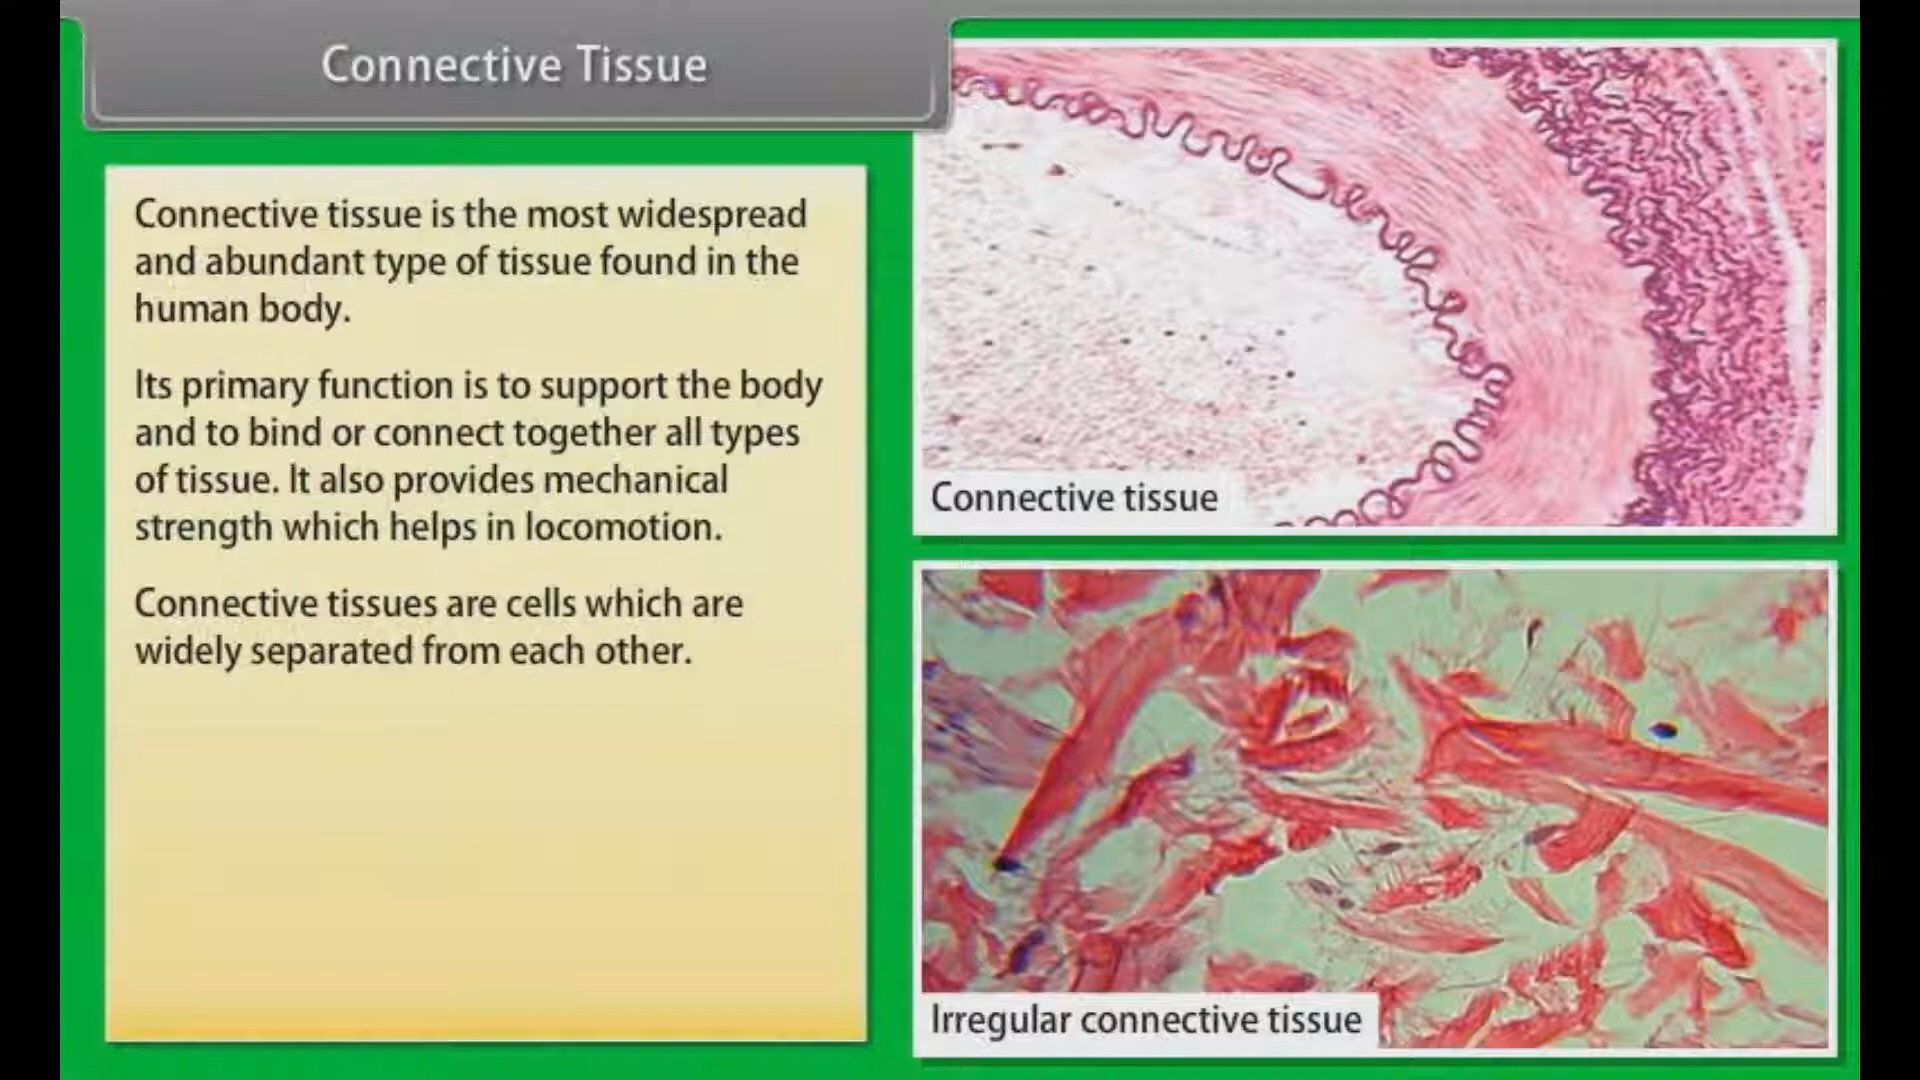 Connective Tissue
Connective tissue is the most widespread
and abundant type of tissue found in the
human body.
Its primary function is to support the body
and to bind or connect together all types
of tissue. It also provides mechanical
strength which helps in locomotion.
Connective tissues are cells which are
widely separated from each other.
Connective tissue
Irregular connective tissue